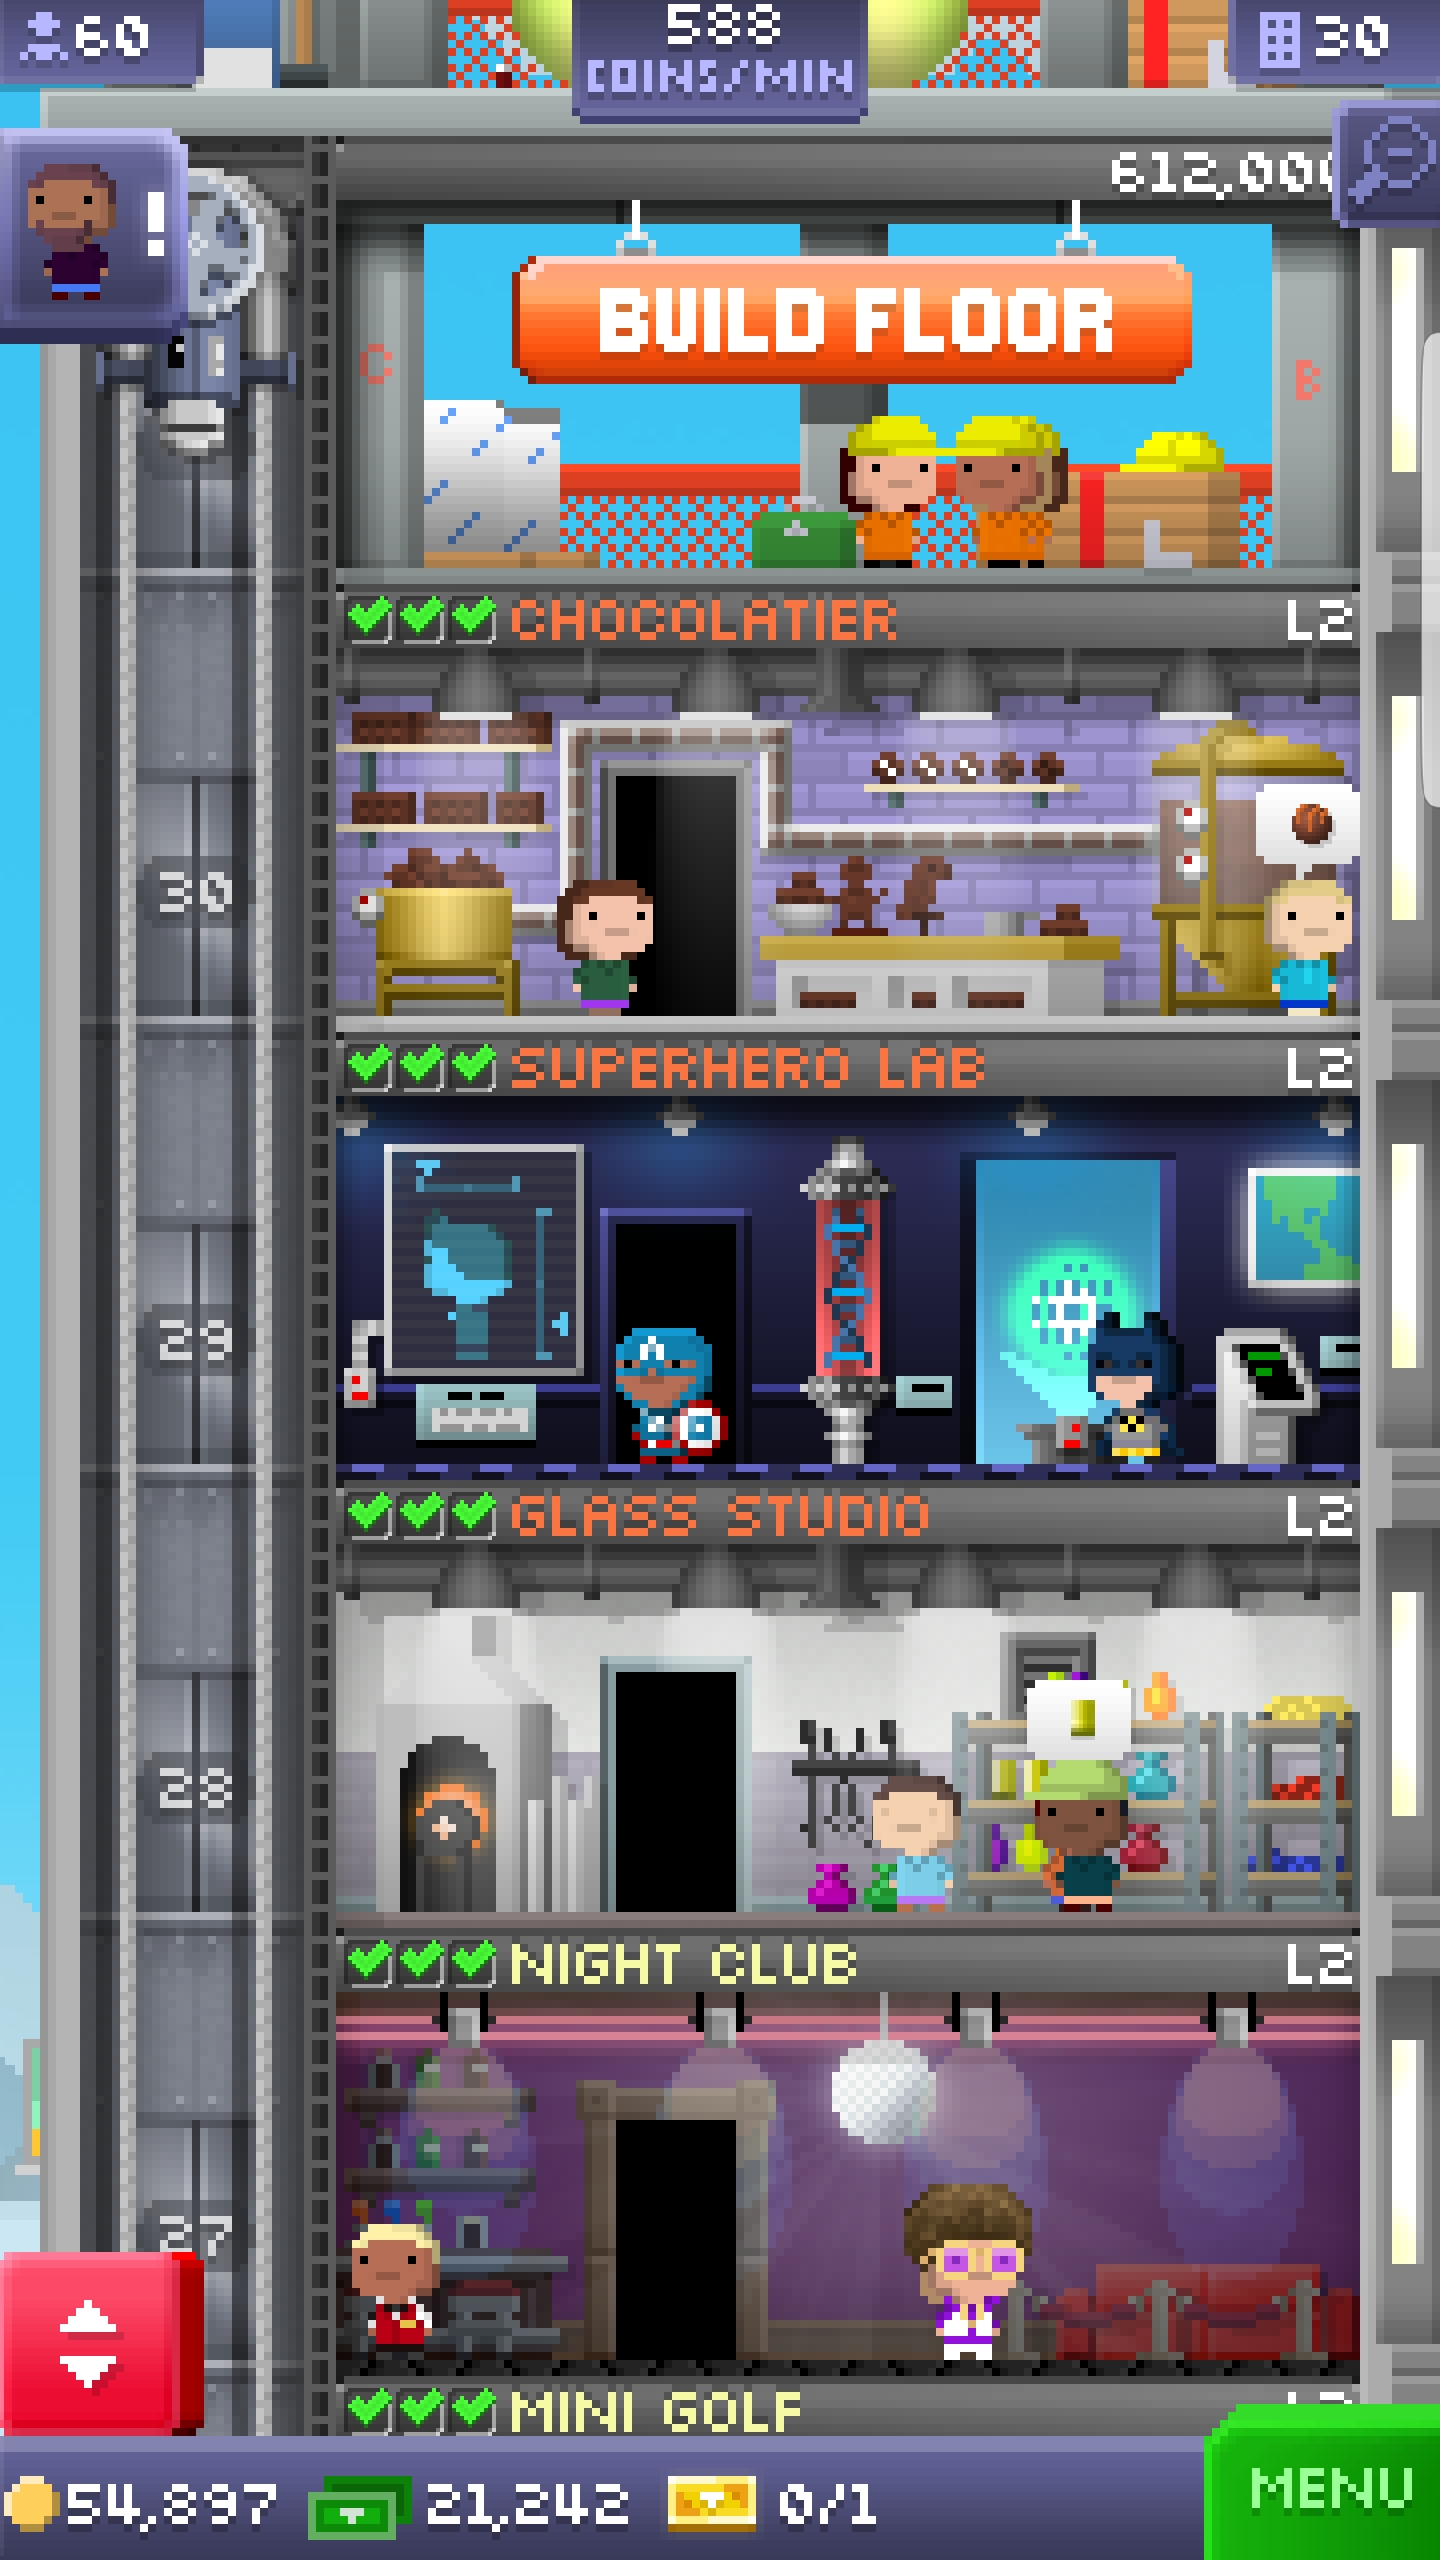 60
588
COINS/MIN
30
!
612,000
BUILD FLOOR
C
B
CHOCOLATIER L2
30
SUPERHERO LAB L2
29
GLASS STUDIO L2
28
NIGHT CLUB L2
27
MINI GOLF
54,897 21,242 0/1
MENU